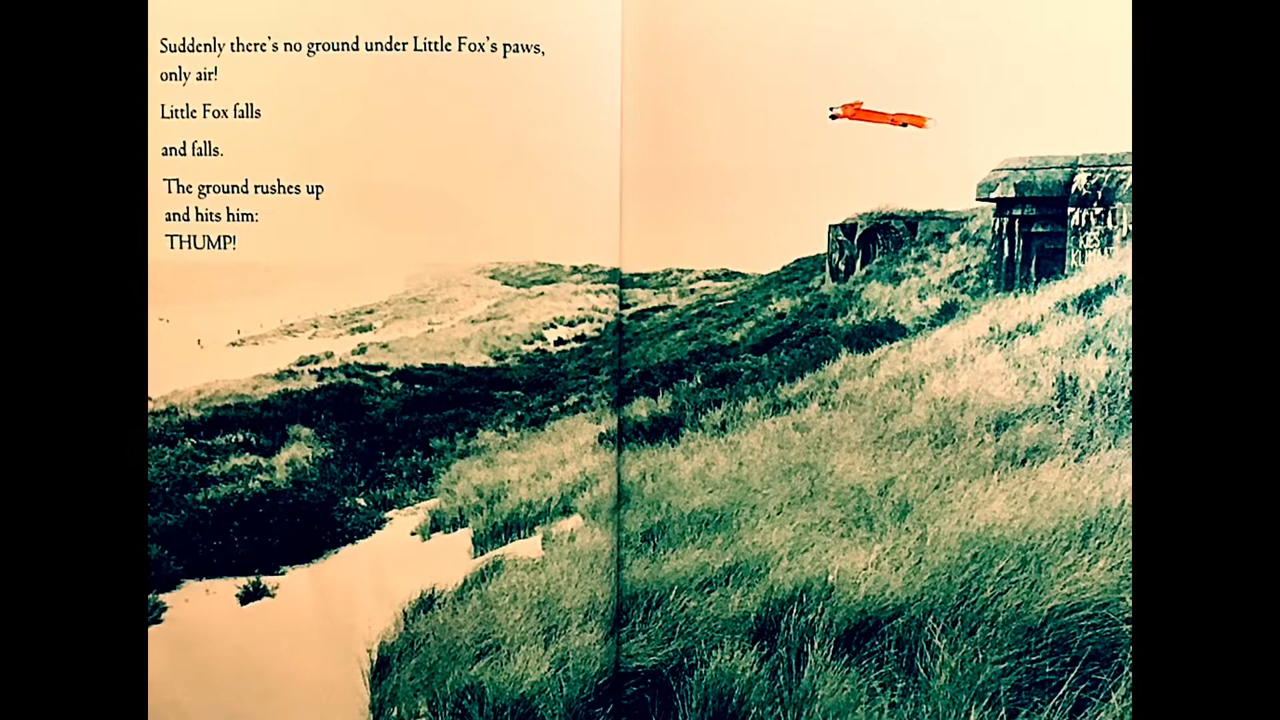 Suddenly there's no ground under Little Fox's paws,
only air!
Little Fox falls
and falls.
The ground rushes up
and hits him:
THUMP!